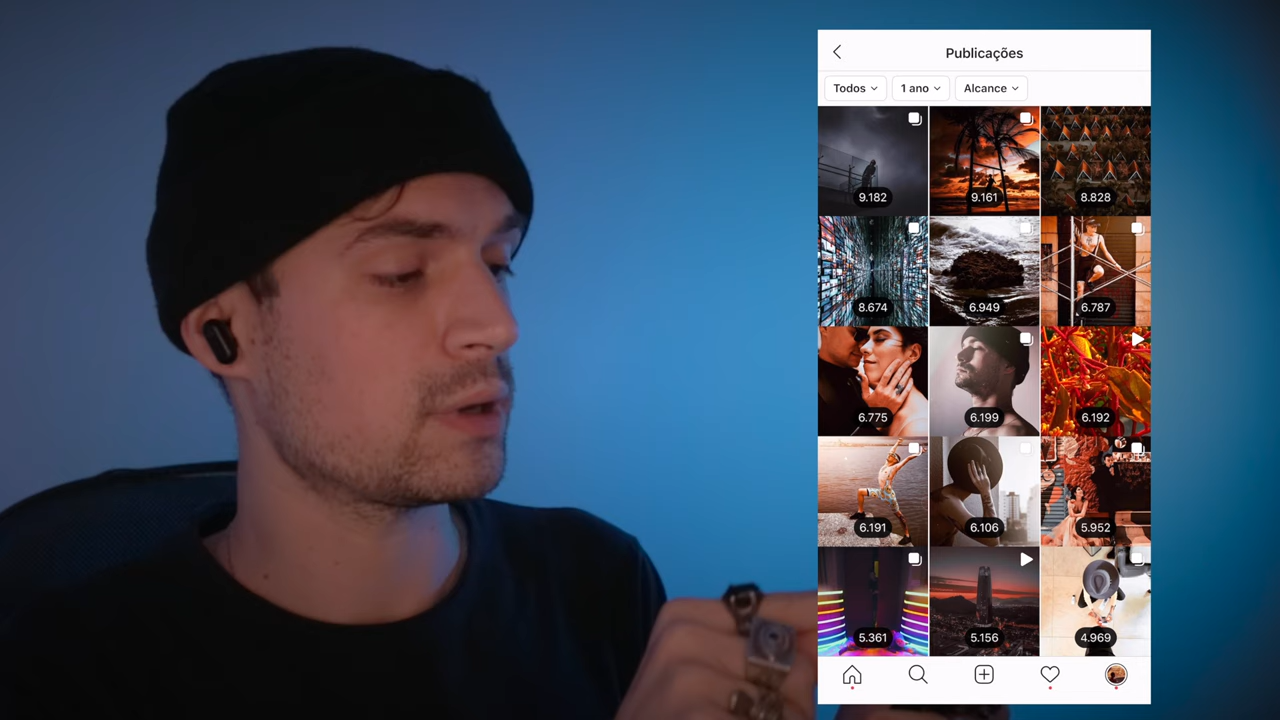 Publicações
Todos 1 ano Alcance
9.182 9.161 8.828
8.674 6.949 6.787
6.775 6.199 6.192
6.191 6.106 5.952
5.361 5.156 4.969